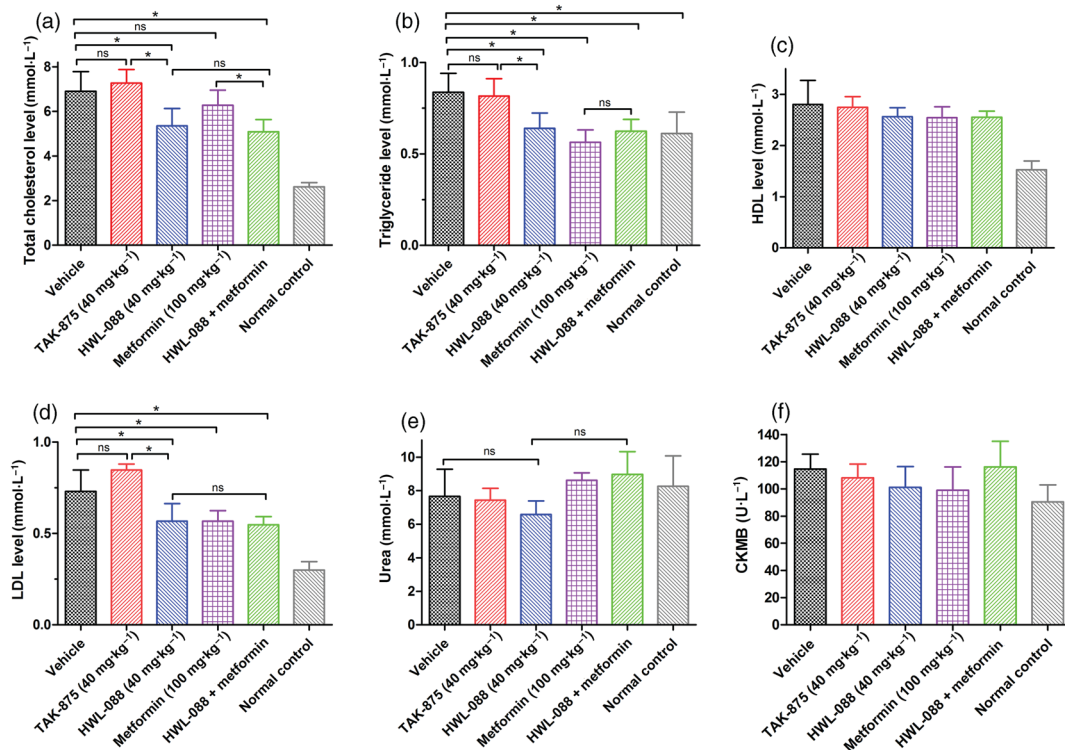 (a)
*
ns
*
ns
ns
*
*
Total cholesterol level (mmol·L⁻¹)
8
6
4
2
0
Vehicle
TAK-875 (40 mg·kg⁻¹)
HWL-088 (40 mg·kg⁻¹)
Metformin (100 mg·kg⁻¹)
HWL-088 + metformin
Normal control
(b)
*
*
*
*
ns
*
ns
Triglyceride level (mmol·L⁻¹)
1.0
0.5
0.0
Vehicle
TAK-875 (40 mg·kg⁻¹)
HWL-088 (40 mg·kg⁻¹)
Metformin (100 mg·kg⁻¹)
HWL-088 + metformin
Normal control
(c)
HDL level (mmol·L⁻¹)
3
2
1
0
Vehicle
TAK-875 (40 mg·kg⁻¹)
HWL-088 (40 mg·kg⁻¹)
Metformin (100 mg·kg⁻¹)
HWL-088 + metformin
Normal control
(d)
*
*
*
ns
*
ns
LDL level (mmol·L⁻¹)
1.0
0.5
0.0
Vehicle
TAK-875 (40 mg·kg⁻¹)
HWL-088 (40 mg·kg⁻¹)
Metformin (100 mg·kg⁻¹)
HWL-088 + metformin
Normal control
(e)
ns
ns
Urea (mmol·L⁻¹)
10
8
6
4
2
0
Vehicle
TAK-875 (40 mg·kg⁻¹)
HWL-088 (40 mg·kg⁻¹)
Metformin (100 mg·kg⁻¹)
HWL-088 + metformin
Normal control
(f)
CKMB (U·L⁻¹)
140
120
100
80
60
40
20
0
Vehicle
TAK-875 (40 mg·kg⁻¹)
HWL-088 (40 mg·kg⁻¹)
Metformin (100 mg·kg⁻¹)
HWL-088 + metformin
Normal control